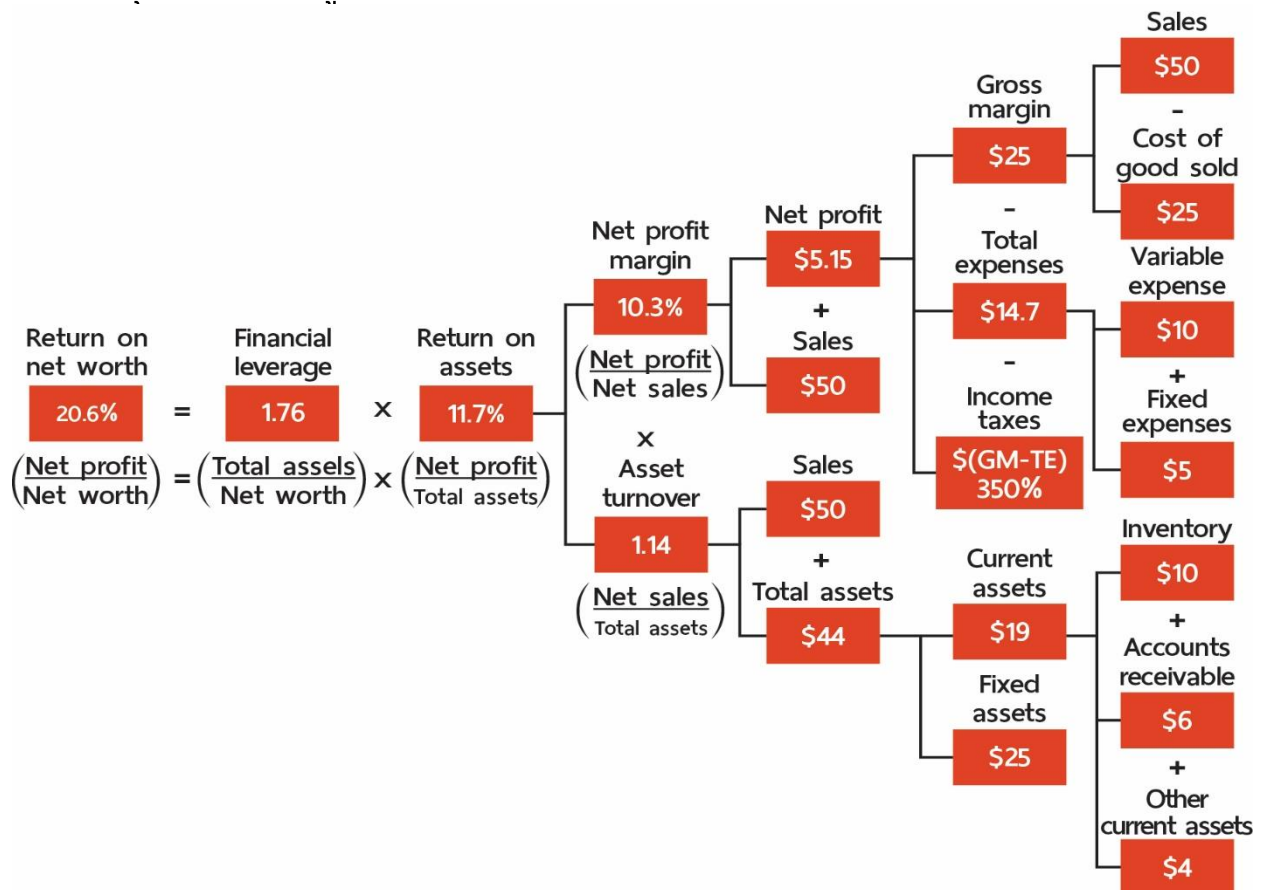 Sales
$50
-
Cost of
good sold
$25
Gross
margin
$25
-
Total
expenses
$14.7
-
Income
taxes
$(GM-TE)
350%
Variable
expense
$10
+
Fixed
expenses
$5
Net profit
$5.15
+
Sales
$50
Net profit
margin
10.3%
(Net profit
Net sales)
x
Asset
turnover
1.14
(Net sales
Total assets)
Sales
$50
+
Total assets
$44
Return on
net worth
20.6%
(Net profit
Net worth)
=
=
Financial
leverage
1.76
(Total assels
Net worth)
x
x
Return on
assets
11.7%
(Net profit
Total assets)
Current
assets
$19
Fixed
assets
$25
Inventory
$10
+
Accounts
receivable
$6
+
Other
current assets
$4